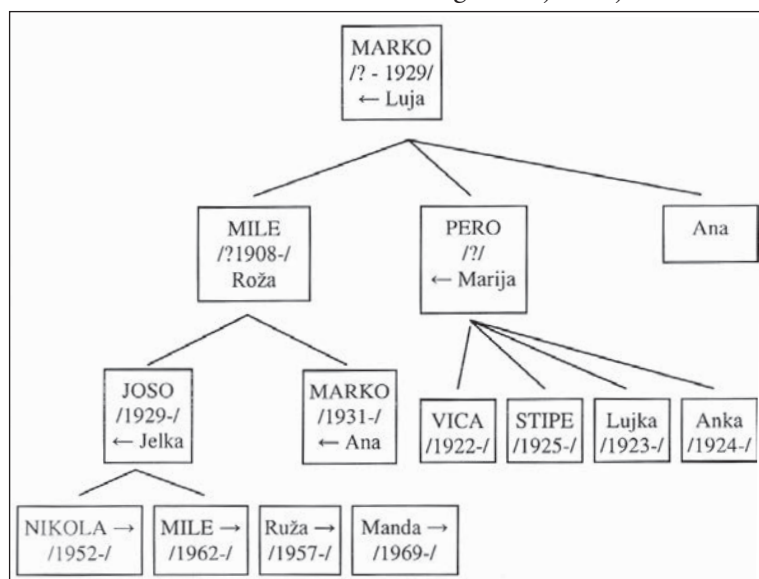 MARKO
/? - 1929/
← Luja
MILE
/?1908-/
Roža
PERO
/?/
← Marija
Ana
JOSO
/1929-/
← Jelka
MARKO
/1931-/
← Ana
VICA
/1922-/
STIPE
/1925-/
Lujka
/1923-/
Anka
/1924-/
NIKOLA →
/1952-/
MILE →
/1962-/
Ruža →
/1957-/
Manda →
/1969-/